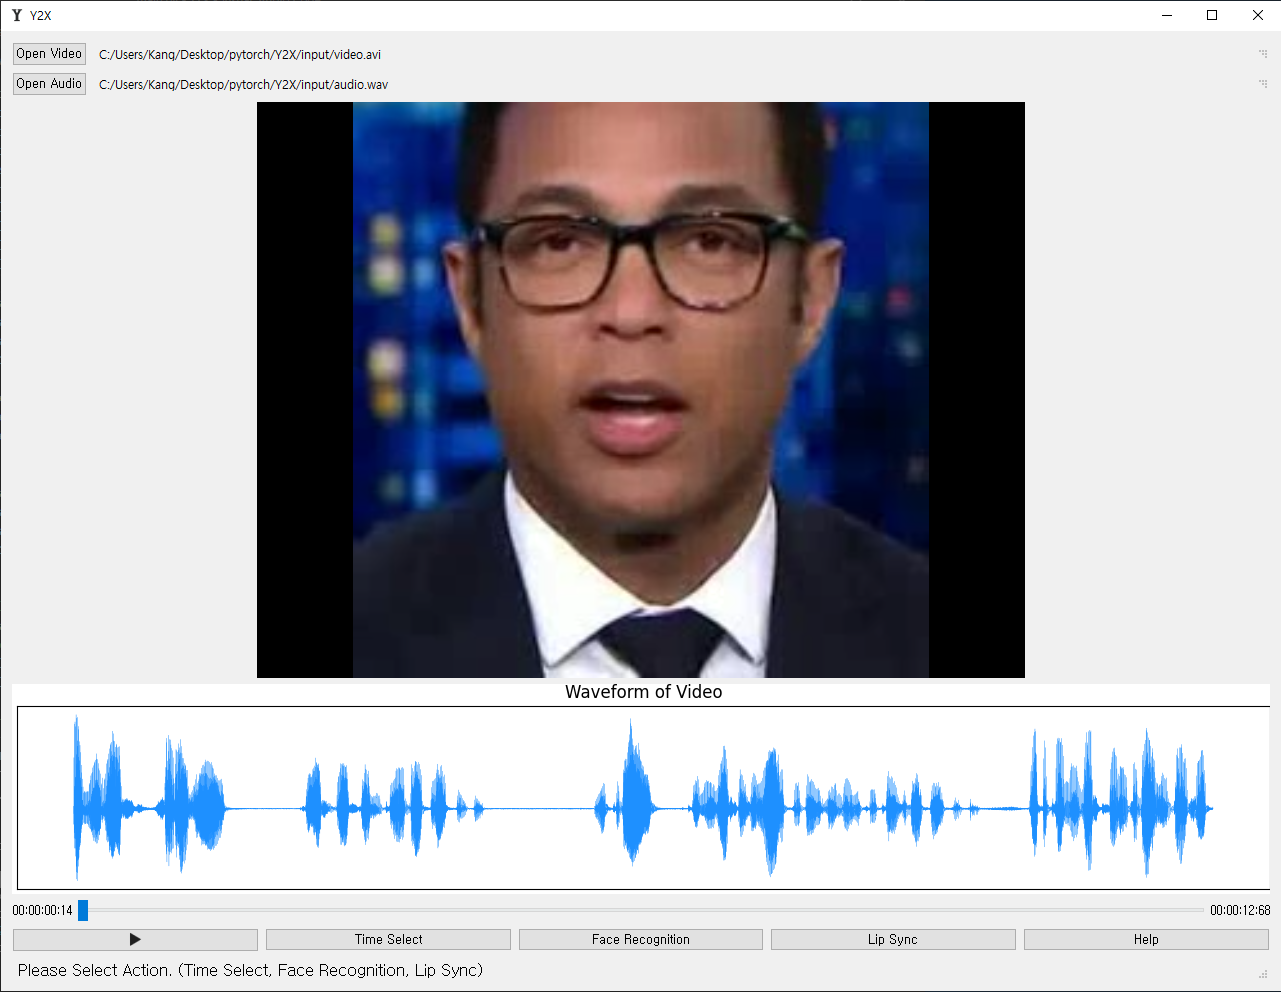 Y Y2X
Open Video C:/Users/Kang/Desktop/pytorch/Y2X/input/video.avi
Open Audio C:/Users/Kang/Desktop/pytorch/Y2X/input/audio.wav
Waveform of Video
00:00:00:14 00:00:12:68
Time Select Face Recognition Lip Sync Help
Please Select Action. (Time Select, Face Recognition, Lip Sync)